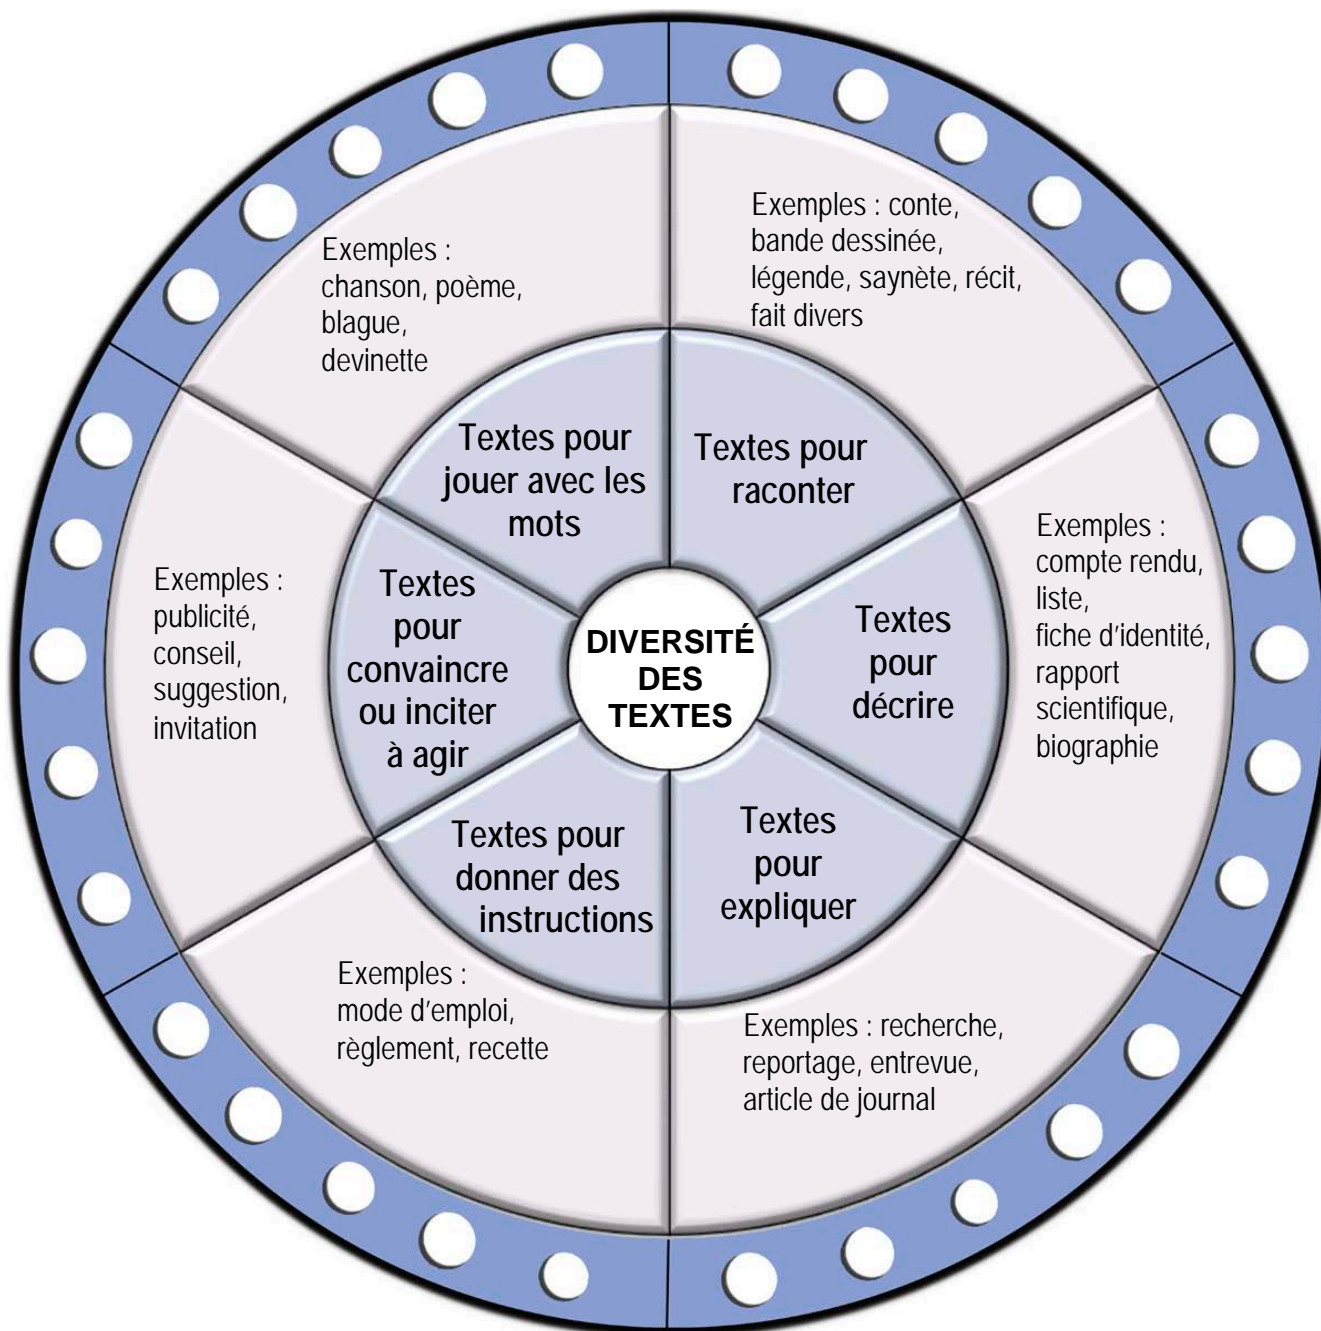 DIVERSITÉ
DES
TEXTES
Textes pour
raconter
Exemples : conte,
bande dessinée,
légende, saynète, récit,
fait divers
Textes
pour
décrire
Exemples :
compte rendu,
liste,
fiche d'identité,
rapport
scientifique,
biographie
Textes
pour
expliquer
Exemples : recherche,
reportage, entrevue,
article de journal
Textes pour
donner des
instructions
Exemples :
mode d'emploi,
règlement, recette
Textes
pour
convaincre
ou inciter
à agir
Exemples :
publicité,
conseil,
suggestion,
invitation
Textes pour
jouer avec les
mots
Exemples :
chanson, poème,
blague,
devinette